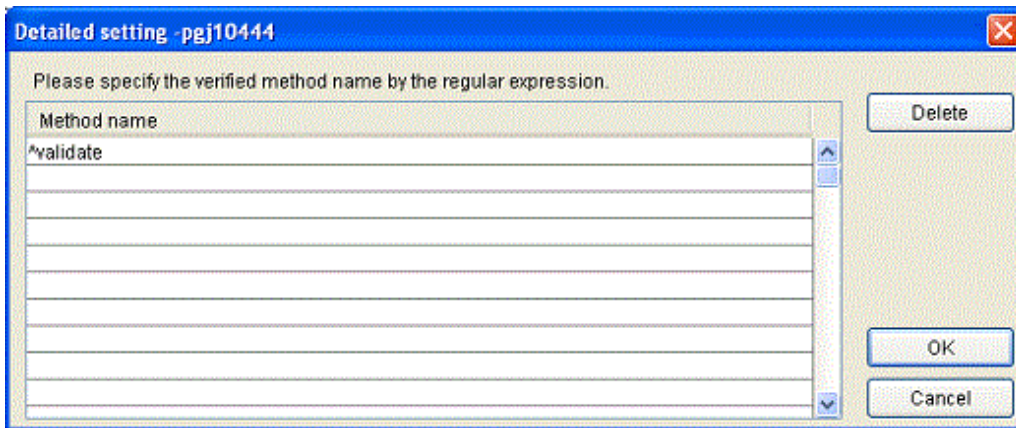 Detailed setting -pgj10444
Please specify the verified method name by the regular expression.
Method name
^validate
Delete
OK
Cancel